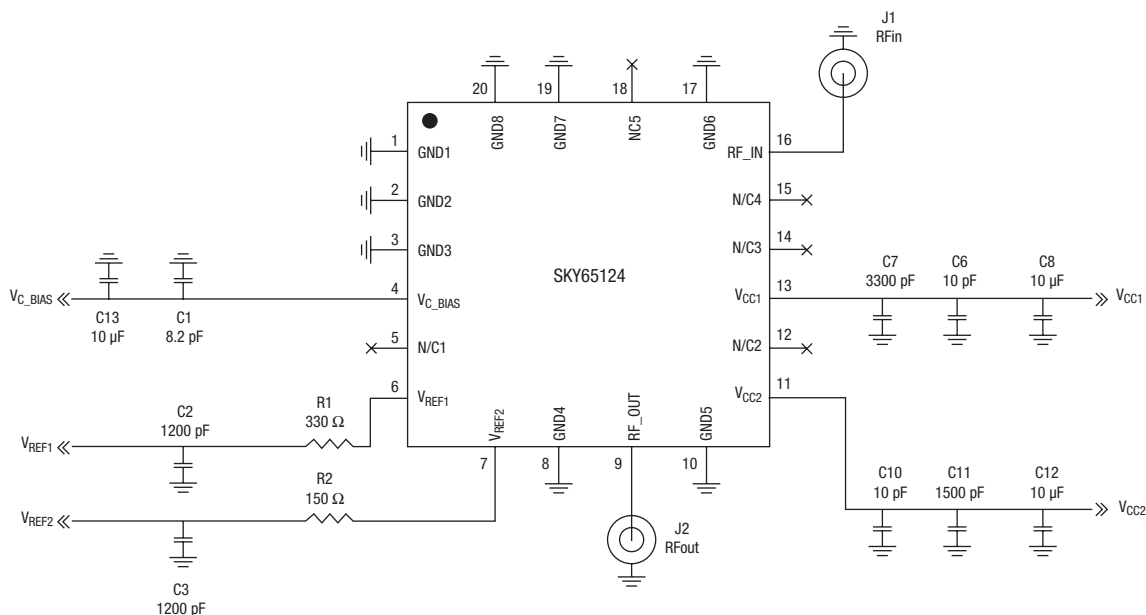 J1
RFin
20
19
18
17
GND8
GND7
NC5
GND6
1
GND1
RF_IN
16
2
GND2
N/C4
15
3
GND3
N/C3
14
SKY65124
V_C_BIAS
4
V_C_BIAS
V_CC1
13
C7
3300 pF
C6
10 pF
C8
10 µF
V_CC1
C13
10 µF
C1
8.2 pF
5
N/C1
N/C2
12
6
V_REF1
V_CC2
11
V_REF2
GND4
RF_OUT
GND5
7
8
9
10
C2
1200 pF
R1
330 Ω
V_REF1
R2
150 Ω
V_REF2
C3
1200 pF
J2
RFout
C10
10 pF
C11
1500 pF
C12
10 µF
V_CC2